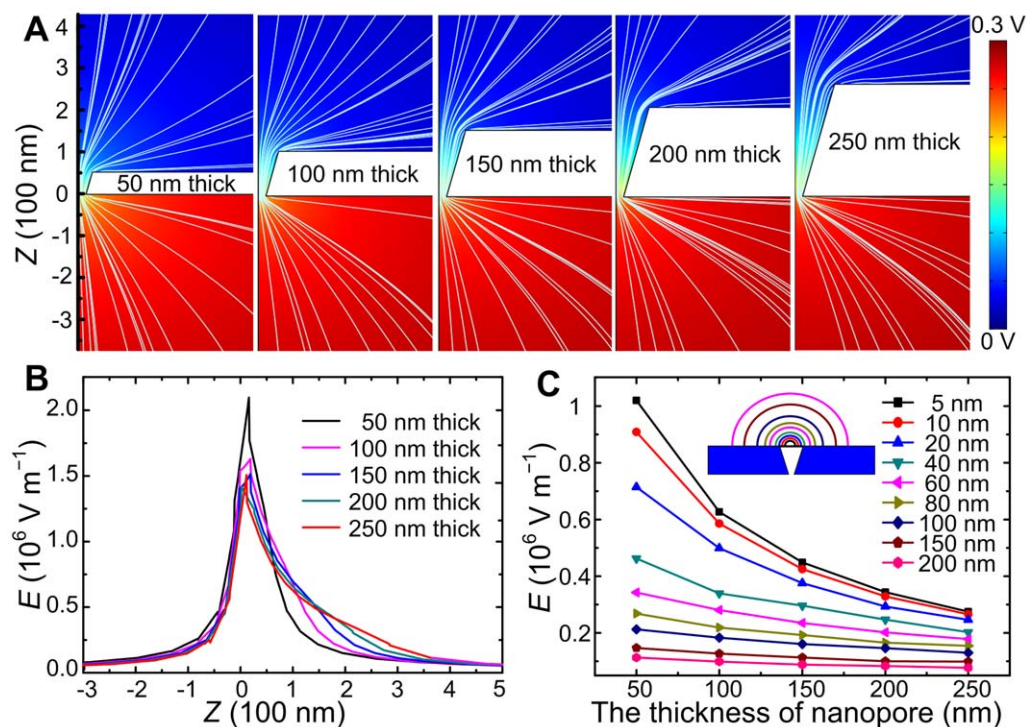 A
4
3
2
1
0
-1
-2
-3
Z (100 nm)
50 nm thick
100 nm thick
150 nm thick
200 nm thick
250 nm thick
0.3 V
0 V
B
2.0
1.5
1.0
0.5
0.0
E (10⁶ V m⁻¹)
50 nm thick
100 nm thick
150 nm thick
200 nm thick
250 nm thick
-3 -2 -1 0 1 2 3 4 5
Z (100 nm)
C
1
0.8
0.6
0.4
0.2
E (10⁶ V m⁻¹)
5 nm
10 nm
20 nm
40 nm
60 nm
80 nm
100 nm
150 nm
200 nm
50 100 150 200 250
The thickness of nanopore (nm)